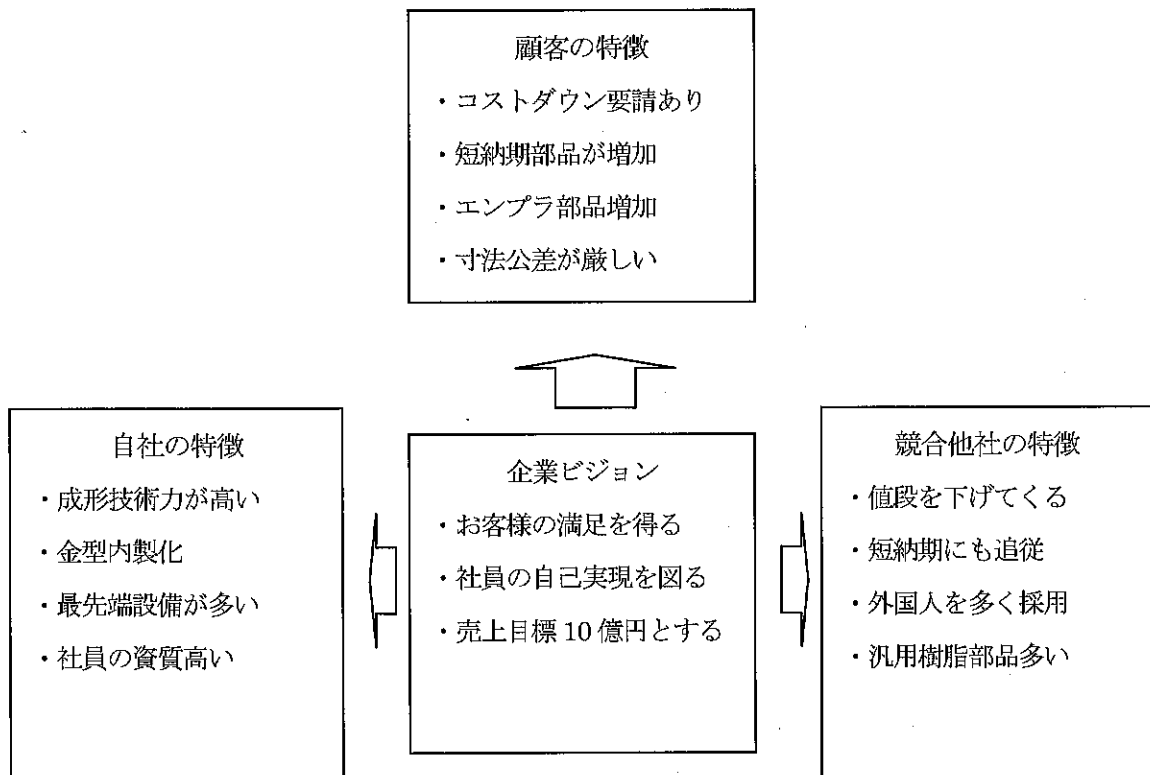 顧客の特徴
・コストダウン要請あり
・短納期部品が増加
・エンプラ部品増加
・寸法公差が厳しい
自社の特徴
・成形技術力が高い
・金型内製化
・最先端設備が多い
・社員の資質高い
企業ビジョン
・お客様の満足を得る
・社員の自己実現を図る
・売上目標10億円とする
競合他社の特徴
・値段を下げてくる
・短納期にも追従
・外国人を多く採用
・汎用樹脂部品多い